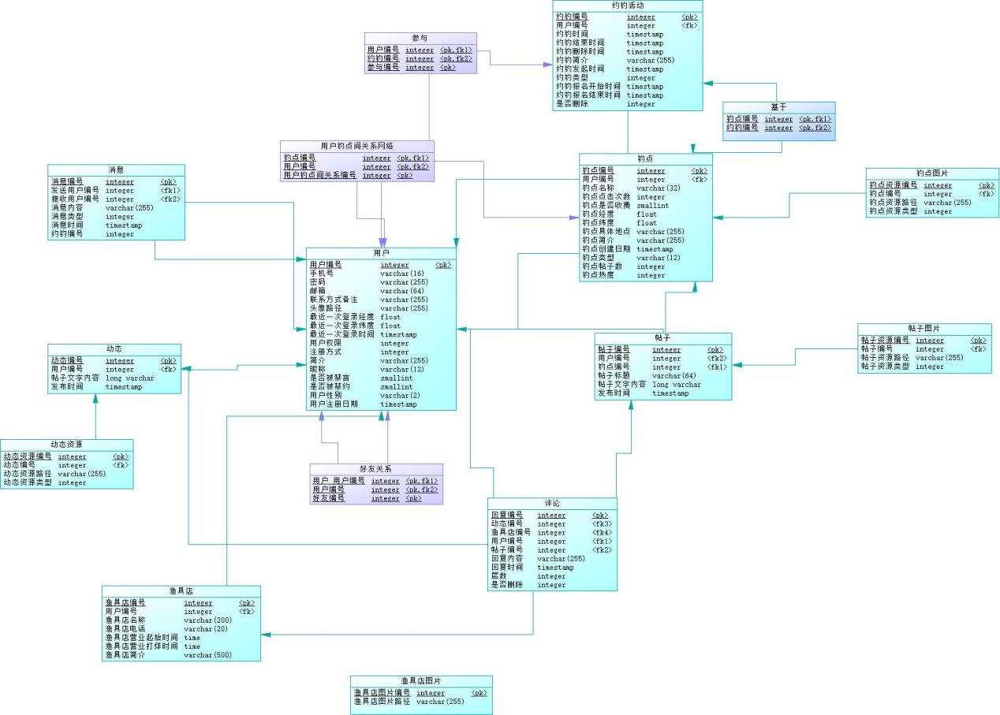 约钓活动
约钓编号 integer <pk>
用户编号 integer <fk>
约钓时间 timestamp
约钓结束时间 timestamp
约钓删除时间 timestamp
约钓简介 varchar(255)
约钓发起时间 timestamp
约钓类型 integer
约钓报名开始时间 timestamp
约钓报名结束时间 timestamp
是否删除 integer
参与
用户编号 integer <pk,fk1>
约钓编号 integer <pk,fk2>
参与编号 integer <pk>
基于
钓点编号 integer <pk,fk1>
约钓编号 integer <pk,fk2>
用户钓点间关系网络
钓点编号 integer <pk,fk1>
用户编号 integer <pk,fk2>
用户钓点间关系编号 integer <pk>
钓点
钓点编号 integer <pk>
用户编号 integer <fk>
钓点名称 varchar(32)
钓点点击次数 integer
钓点是否收费 smallint
钓点经度 float
钓点纬度 float
钓点具体地点 varchar(255)
钓点简介 varchar(255)
钓点创建日期 timestamp
钓点类型 varchar(12)
钓点帖子数 integer
钓点热度 integer
消息
消息编号 integer <pk>
发送用户编号 integer <fk1>
接收用户编号 integer <fk2>
消息内容 varchar(255)
消息类型 integer
消息时间 timestamp
约钓编号 integer
钓点图片
钓点资源编号 integer <pk>
钓点编号 integer <fk>
钓点资源路径 varchar(255)
钓点资源类型 integer
用户
用户编号 integer <pk>
手机号 varchar(16)
密码 varchar(255)
邮箱 varchar(64)
联系方式备注 varchar(255)
头像路径 varchar(255)
最近一次登录经度 float
最近一次登录纬度 float
最近一次登录时间 timestamp
用户权限 integer
注册方式 integer
简介 varchar(255)
昵称 varchar(12)
是否被禁言 smallint
是否被禁约 smallint
用户性别 varchar(2)
用户注册日期 timestamp
帖子图片
帖子资源编号 integer <pk>
帖子编号 integer <fk>
帖子资源路径 varchar(255)
帖子资源类型 integer
帖子
帖子编号 integer <pk>
用户编号 integer <fk2>
钓点编号 integer <fk1>
帖子标题 varchar(64)
帖子文字内容 long varchar
发布时间 timestamp
动态
动态编号 integer <pk>
用户编号 integer <fk>
帖子文字内容 long varchar
发布时间 timestamp
动态资源
动态资源编号 integer <pk>
动态编号 integer <fk>
动态资源路径 varchar(255)
动态资源类型 integer
好友关系
用户_用户编号 integer <pk,fk1>
用户编号 integer <pk,fk2>
好友编号 integer <pk>
评论
回复编号 integer <pk>
动态编号 integer <fk3>
渔具店编号 integer <fk4>
用户编号 integer <fk1>
帖子编号 integer <fk2>
回复内容 varchar(255)
回复时间 timestamp
层数 integer
是否删除 integer
渔具店
渔具店编号 integer <pk>
用户编号 integer <fk>
渔具店名称 varchar(200)
渔具店电话 varchar(20)
渔具店营业起始时间 time
渔具店营业打烊时间 time
渔具店简介 varchar(500)
渔具店图片
渔具店图片编号 integer <pk>
渔具店图片路径 varchar(255)